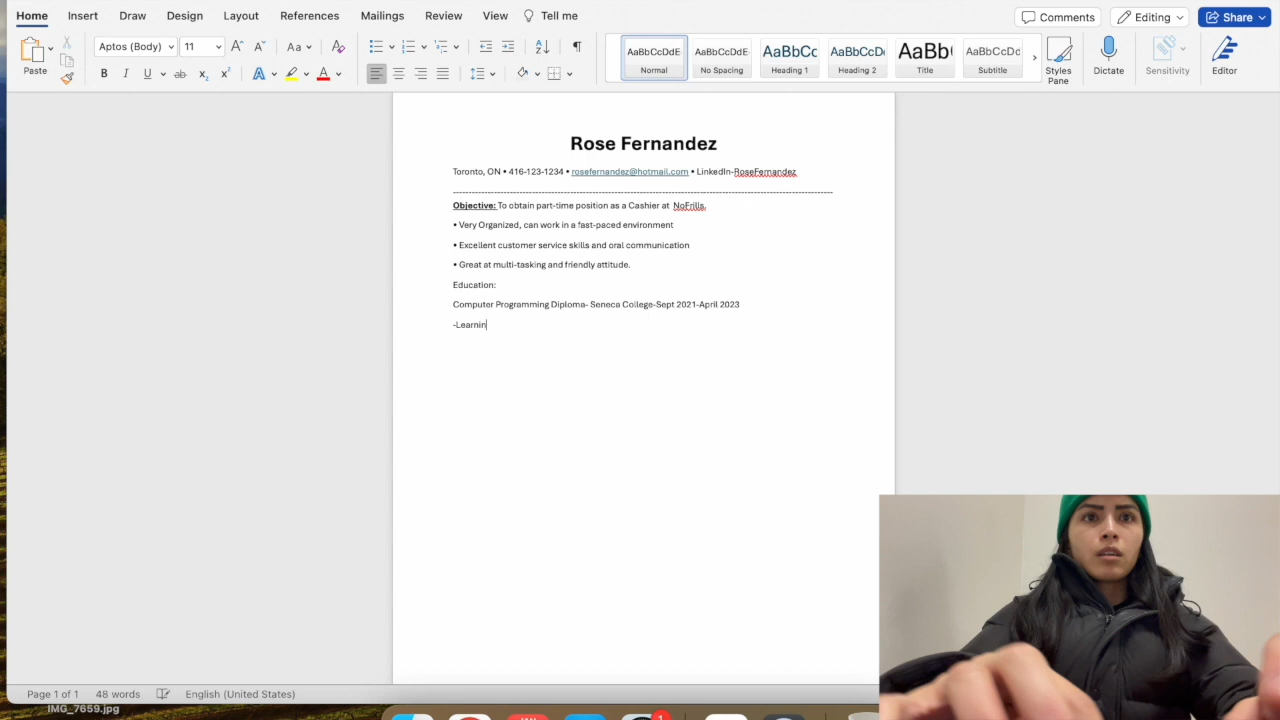 Home Insert Draw Design Layout References Mailings Review View Tell me Comments Editing Share
Paste Aptos (Body) 11 Aa AaBbCcDdE AaBbCcDdE AaBbCc AaBbCcD AaBb AaBbCcDd
B I U ab x₂ x² A A Normal No Spacing Heading 1 Heading 2 Title Subtitle Styles Pane Dictate Sensitivity Editor
Rose Fernandez
Toronto, ON • 416-123-1234 • rosefernandez@hotmail.com • LinkedIn-RoseFernandez
Objective: To obtain part-time position as a Cashier at NoFrills.
• Very Organized, can work in a fast-paced environment
• Excellent customer service skills and oral communication
• Great at multi-tasking and friendly attitude.
Education:
Computer Programming Diploma- Seneca College-Sept 2021-April 2023
-Learnin
Page 1 of 1 48 words English (United States)
IMG_7659.jpg
1